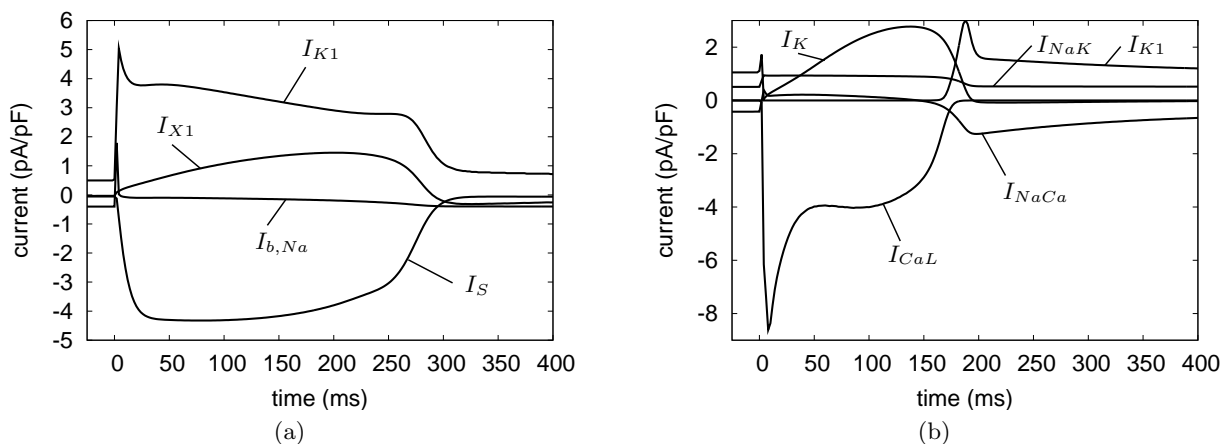 6
5
4
3
2
1
0
-1
-2
-3
-4
-5
current (pA/pF)
0 50 100 150 200 250 300 350 400
time (ms)
I_{K1}
I_{X1}
I_{b,Na}
I_S
(a)
2
0
-2
-4
-6
-8
current (pA/pF)
0 50 100 150 200 250 300 350 400
time (ms)
I_K
I_{NaK}
I_{K1}
I_{NaCa}
I_{CaL}
(b)